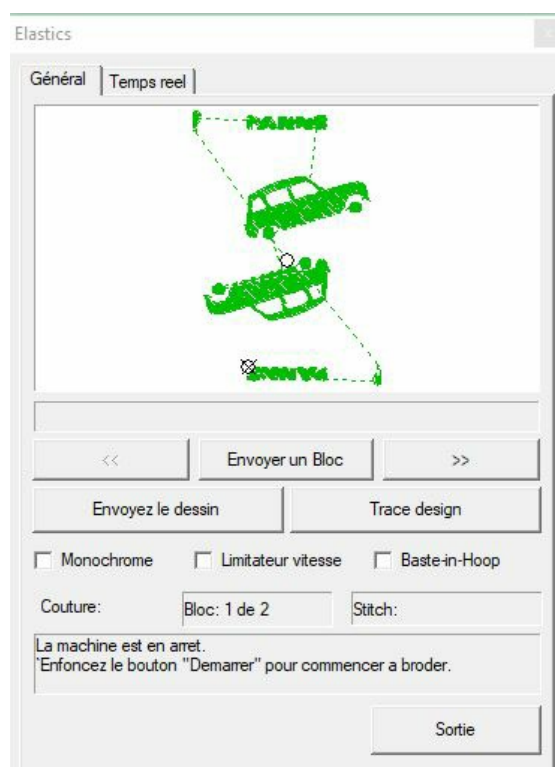 Elastics
Général Temps reel
<< Envoyer un Bloc >>
Envoyez le dessin Trace design
Monochrome Limitateur vitesse Baste-in-Hoop
Couture: Bloc: 1 de 2 Stitch:
La machine est en arret.
`Enfoncez le bouton "Demarrer" pour commencer a broder.
Sortie